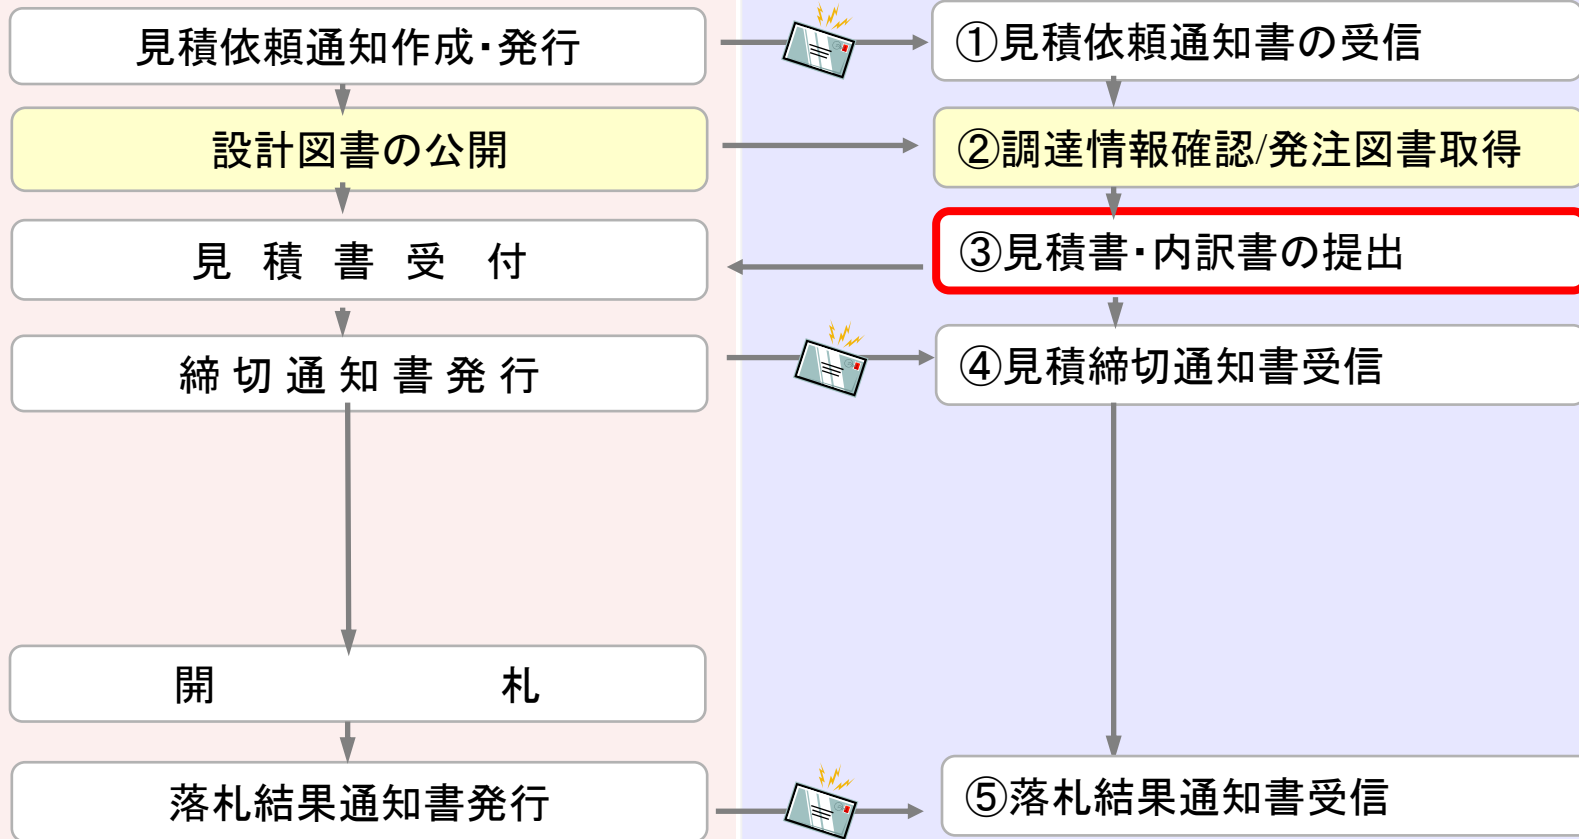 見積依頼通知作成・発行
①見積依頼通知書の受信
設計図書の公開
②調達情報確認/発注図書取得
見積書受付
③見積書・内訳書の提出
締切通知書発行
④見積締切通知書受信
開札
落札結果通知書発行
⑤落札結果通知書受信